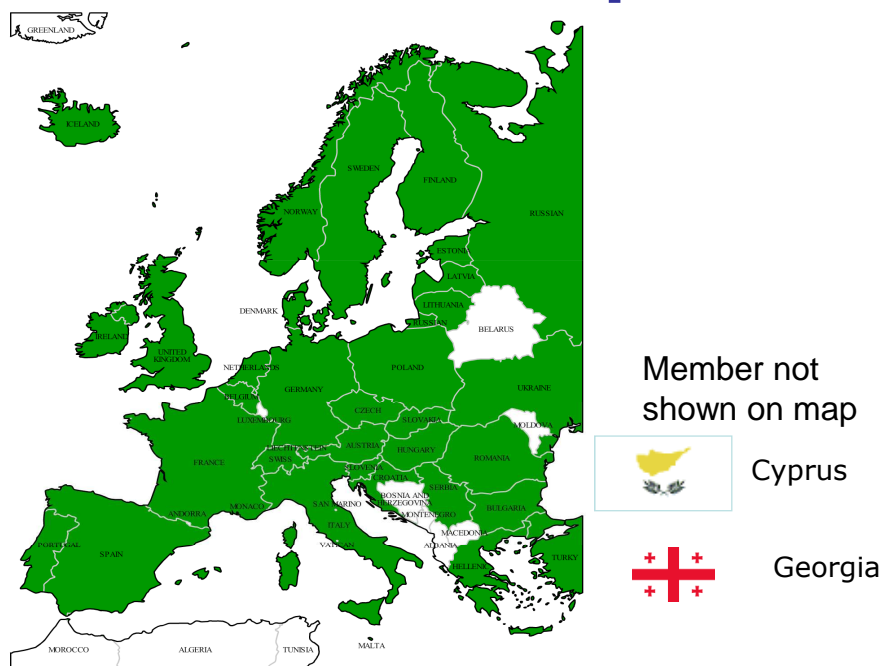 GREENLAND
ICELAND
SWEDEN
FINLAND
NORWAY
RUSSIAN
ESTONIA
LATVIA
DENMARK
LITHUANIA
RUSSIAN
BELARUS
IRELAND
UNITED
KINGDOM
NETHERLANDS
POLAND
GERMANY
UKRAINE
BELGIUM
CZECH
LUXEMBOURG
SLOVAKIA
MOLDOVA
LIECHTENSTEIN
AUSTRIA
HUNGARY
SWISS
FRANCE
ROMANIA
SLOVENIA
CROATIA
SERBIA
BOSNIA AND
HERZEGOVINA
MONACO
SAN MARINO
MONTENEGRO
BULGARIA
ANDORRA
ITALY
MACEDONIA
PORTUGAL
SPAIN
VATICAN
ALBANIA
TURKY
HELLENIC
MALTA
MOROCCO
ALGERIA
TUNISIA
Member not
shown on map
Cyprus
Georgia